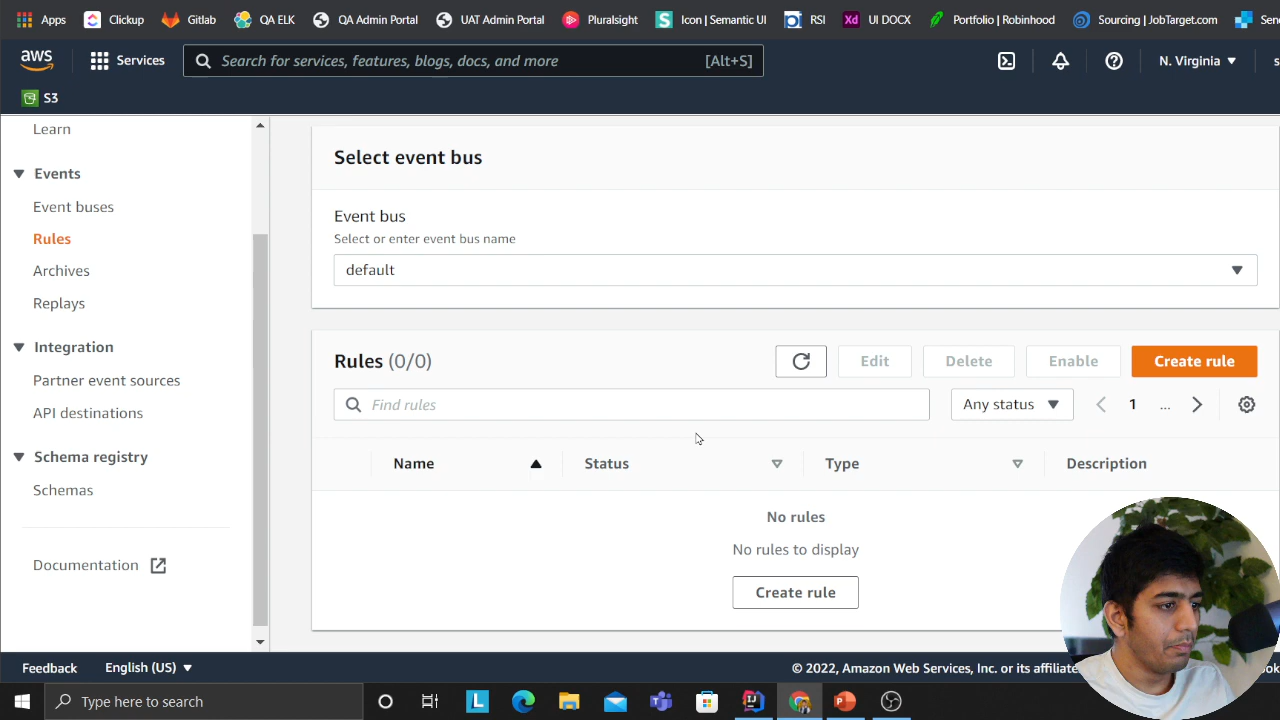 Apps
Clickup
Gitlab
QA ELK
QA Admin Portal
UAT Admin Portal
Pluralsight
S
Icon | Semantic UI
RSI
Xd
UI DOCX
Portfolio | Robinhood
Sourcing | JobTarget.com
aws
Services
Search for services, features, blogs, docs, and more
[Alt+S]
N. Virginia
S3
Learn
Events
Event buses
Rules
Archives
Replays
Integration
Partner event sources
API destinations
Schema registry
Schemas
Documentation
Select event bus
Event bus
Select or enter event bus name
default
Rules (0/0)
Edit
Delete
Enable
Create rule
Find rules
Any status
1
...
Name
Status
Type
Description
No rules
No rules to display
Create rule
Feedback
English (US)
© 2022, Amazon Web Services, Inc. or its
Type here to search
L